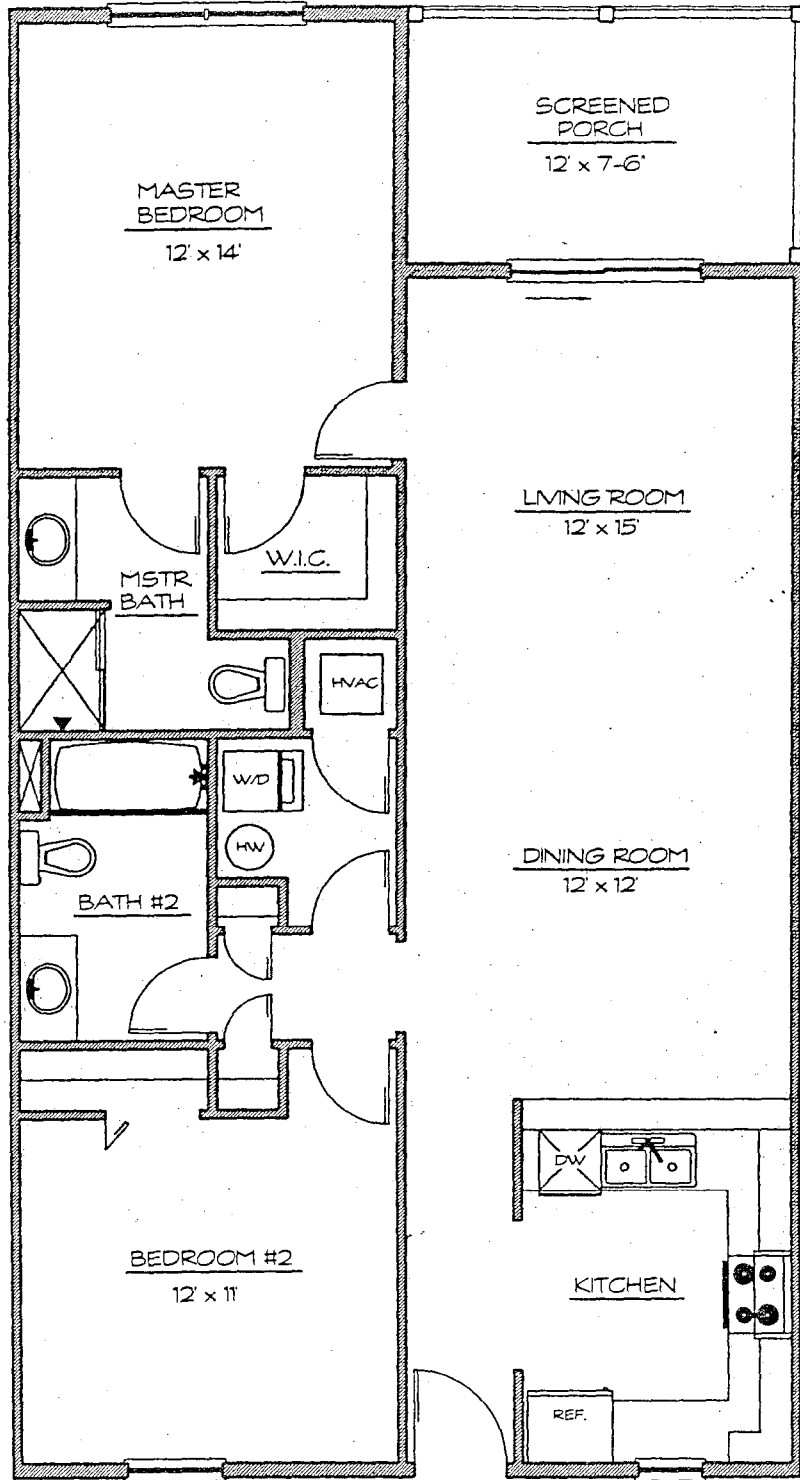 SCREENED
PORCH
12' x 7-6"
MASTER
BEDROOM
12' x 14'
LIVING ROOM
12' x 15'
W.I.C.
MSTR
BATH
HVAC
W/D
HW
DINING ROOM
12' x 12'
BATH #2
DW
BEDROOM #2
12' x 11'
KITCHEN
REF.